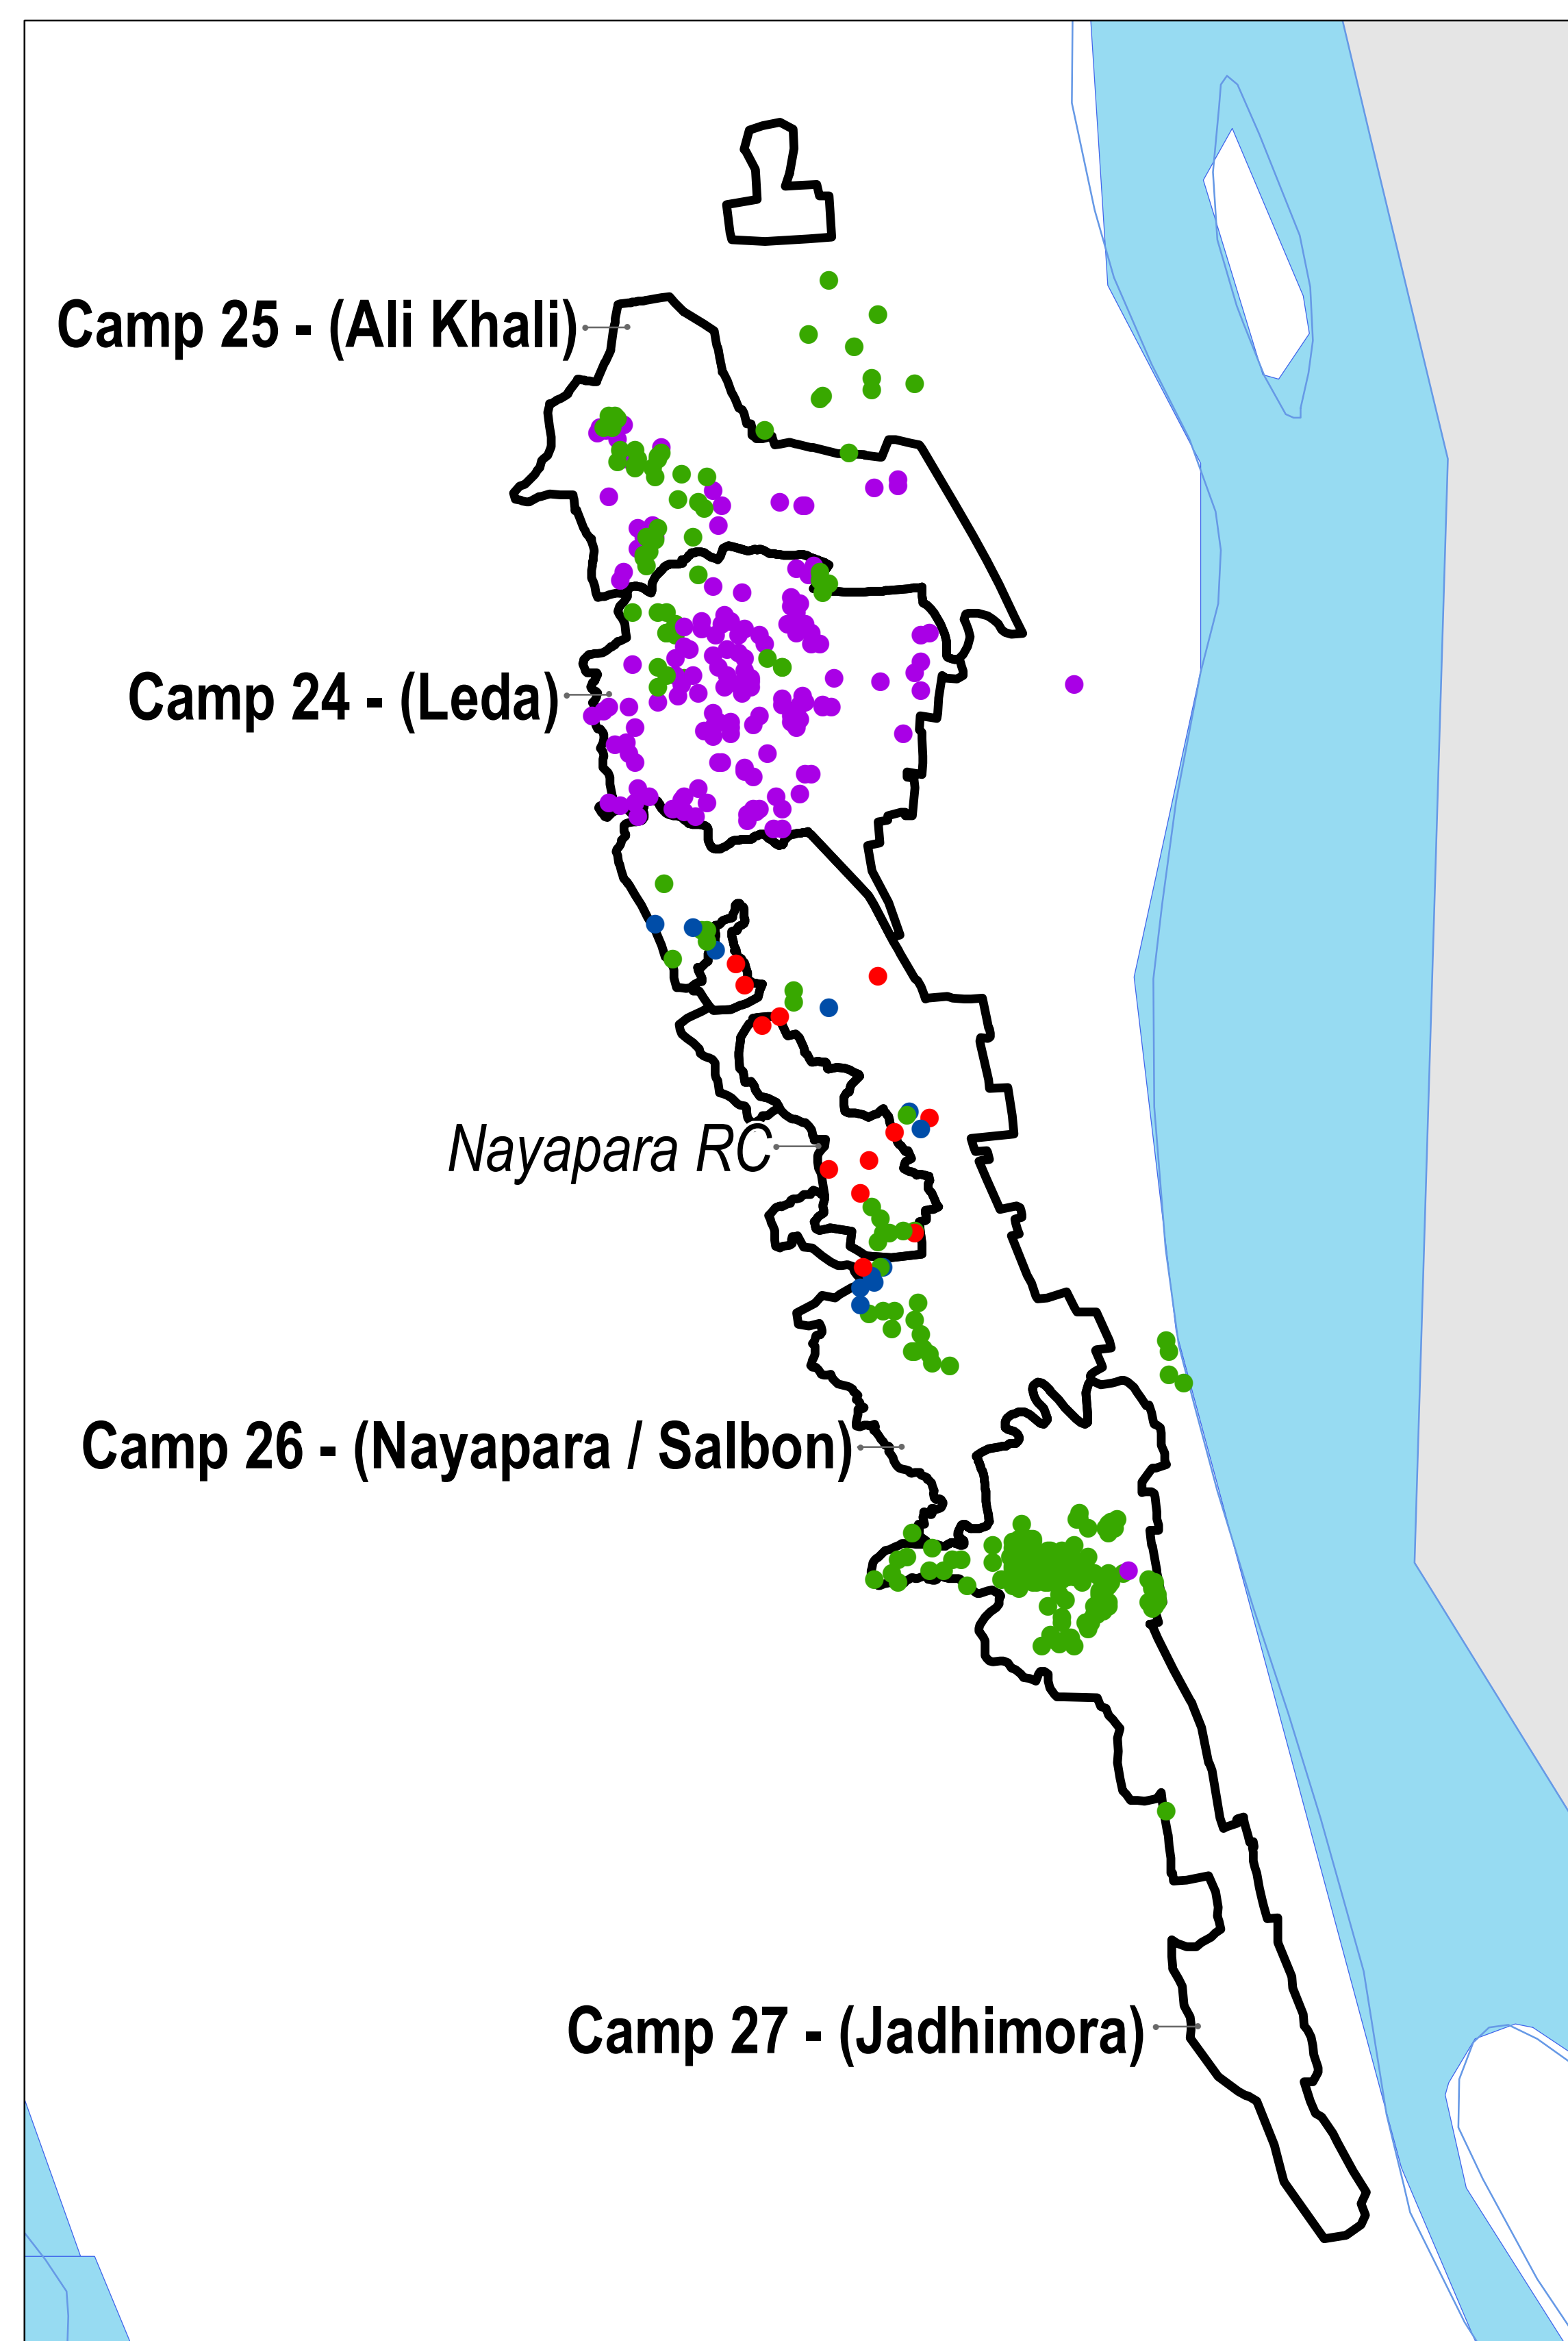 Camp 25 - (Ali Khali)
Camp 24 - (Leda)
Nayapara RC
Camp 26 - (Nayapara / Salbon)
Camp 27 - (Jadhimora)